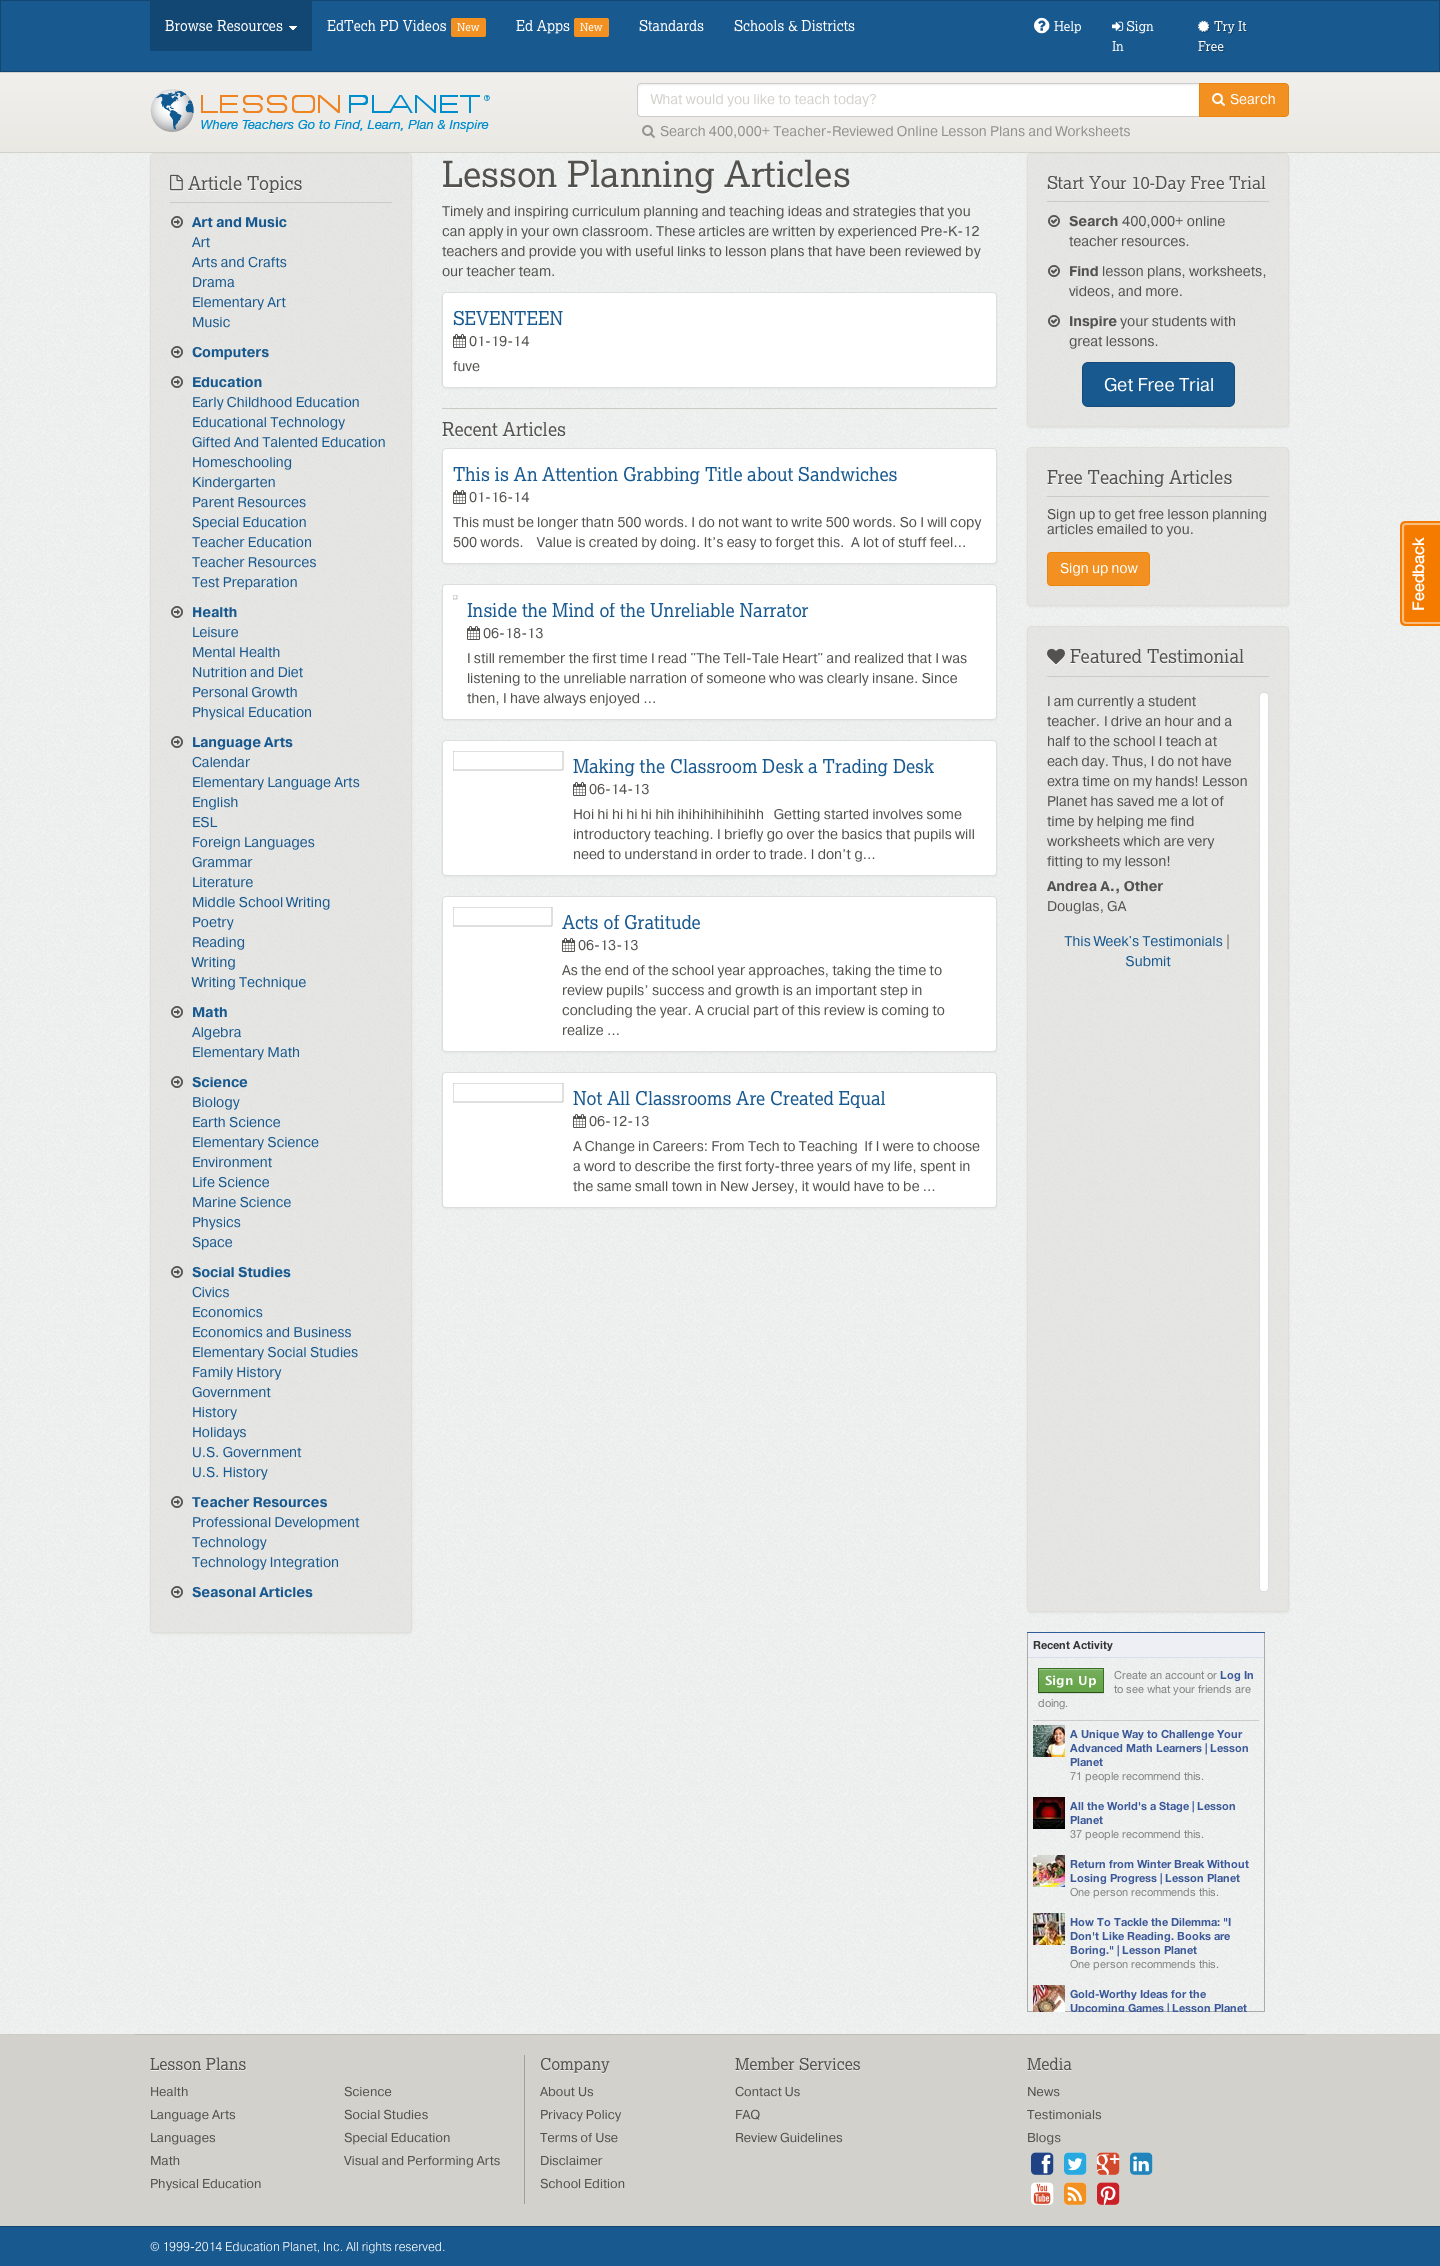 Browse Resources
EdTech PD Videos New
Ed Apps New
Standards
Schools & Districts
Help
Sign
In
Try It
Free
LESSON PLANET®
Where Teachers Go to Find, Learn, Plan & Inspire
What would you like to teach today?
Search
Search 400,000+ Teacher-Reviewed Online Lesson Plans and Worksheets
Article Topics
Art and Music
Art
Arts and Crafts
Drama
Elementary Art
Music
Computers
Education
Early Childhood Education
Educational Technology
Gifted And Talented Education
Homeschooling
Kindergarten
Parent Resources
Special Education
Teacher Education
Teacher Resources
Test Preparation
Health
Leisure
Mental Health
Nutrition and Diet
Personal Growth
Physical Education
Language Arts
Calendar
Elementary Language Arts
English
ESL
Foreign Languages
Grammar
Literature
Middle School Writing
Poetry
Reading
Writing
Writing Technique
Math
Algebra
Elementary Math
Science
Biology
Earth Science
Elementary Science
Environment
Life Science
Marine Science
Physics
Space
Social Studies
Civics
Economics
Economics and Business
Elementary Social Studies
Family History
Government
History
Holidays
U.S. Government
U.S. History
Teacher Resources
Professional Development
Technology
Technology Integration
Seasonal Articles
Lesson Planning Articles
Timely and inspiring curriculum planning and teaching ideas and strategies that you
can apply in your own classroom. These articles are written by experienced Pre-K-12
teachers and provide you with useful links to lesson plans that have been reviewed by
our teacher team.
SEVENTEEN
01-19-14
fuve
Recent Articles
This is An Attention Grabbing Title about Sandwiches
01-16-14
This must be longer thatn 500 words. I do not want to write 500 words. So I will copy
500 words. Value is created by doing. It's easy to forget this. A lot of stuff feel...
Inside the Mind of the Unreliable Narrator
06-18-13
I still remember the first time I read "The Tell-Tale Heart" and realized that I was
listening to the unreliable narration of someone who was clearly insane. Since
then, I have always enjoyed ...
Making the Classroom Desk a Trading Desk
06-14-13
Hoi hi hi hi hi hih ihihihihihihihh Getting started involves some
introductory teaching. I briefly go over the basics that pupils will
need to understand in order to trade. I don't g...
Acts of Gratitude
06-13-13
As the end of the school year approaches, taking the time to
review pupils' success and growth is an important step in
concluding the year. A crucial part of this review is coming to
realize ...
Not All Classrooms Are Created Equal
06-12-13
A Change in Careers: From Tech to Teaching If I were to choose
a word to describe the first forty-three years of my life, spent in
the same small town in New Jersey, it would have to be ...
Start Your 10-Day Free Trial
Search 400,000+ online
teacher resources.
Find lesson plans, worksheets,
videos, and more.
Inspire your students with
great lessons.
Get Free Trial
Free Teaching Articles
Sign up to get free lesson planning
articles emailed to you.
Sign up now
Feedback
Featured Testimonial
I am currently a student
teacher. I drive an hour and a
half to the school I teach at
each day. Thus, I do not have
extra time on my hands! Lesson
Planet has saved me a lot of
time by helping me find
worksheets which are very
fitting to my lesson!
Andrea A., Other
Douglas, GA
This Week's Testimonials |
Submit
Recent Activity
Sign Up
Create an account or Log In
to see what your friends are
doing.
A Unique Way to Challenge Your
Advanced Math Learners | Lesson
Planet
71 people recommend this.
All the World's a Stage | Lesson
Planet
37 people recommend this.
Return from Winter Break Without
Losing Progress | Lesson Planet
One person recommends this.
How To Tackle the Dilemma: "I
Don't Like Reading. Books are
Boring." | Lesson Planet
One person recommends this.
Gold-Worthy Ideas for the
Upcoming Games | Lesson Planet
Lesson Plans
Health
Language Arts
Languages
Math
Physical Education
Science
Social Studies
Special Education
Visual and Performing Arts
Company
About Us
Privacy Policy
Terms of Use
Disclaimer
School Edition
Member Services
Contact Us
FAQ
Review Guidelines
Media
News
Testimonials
Blogs
You
Tube
© 1999-2014 Education Planet, Inc. All rights reserved.